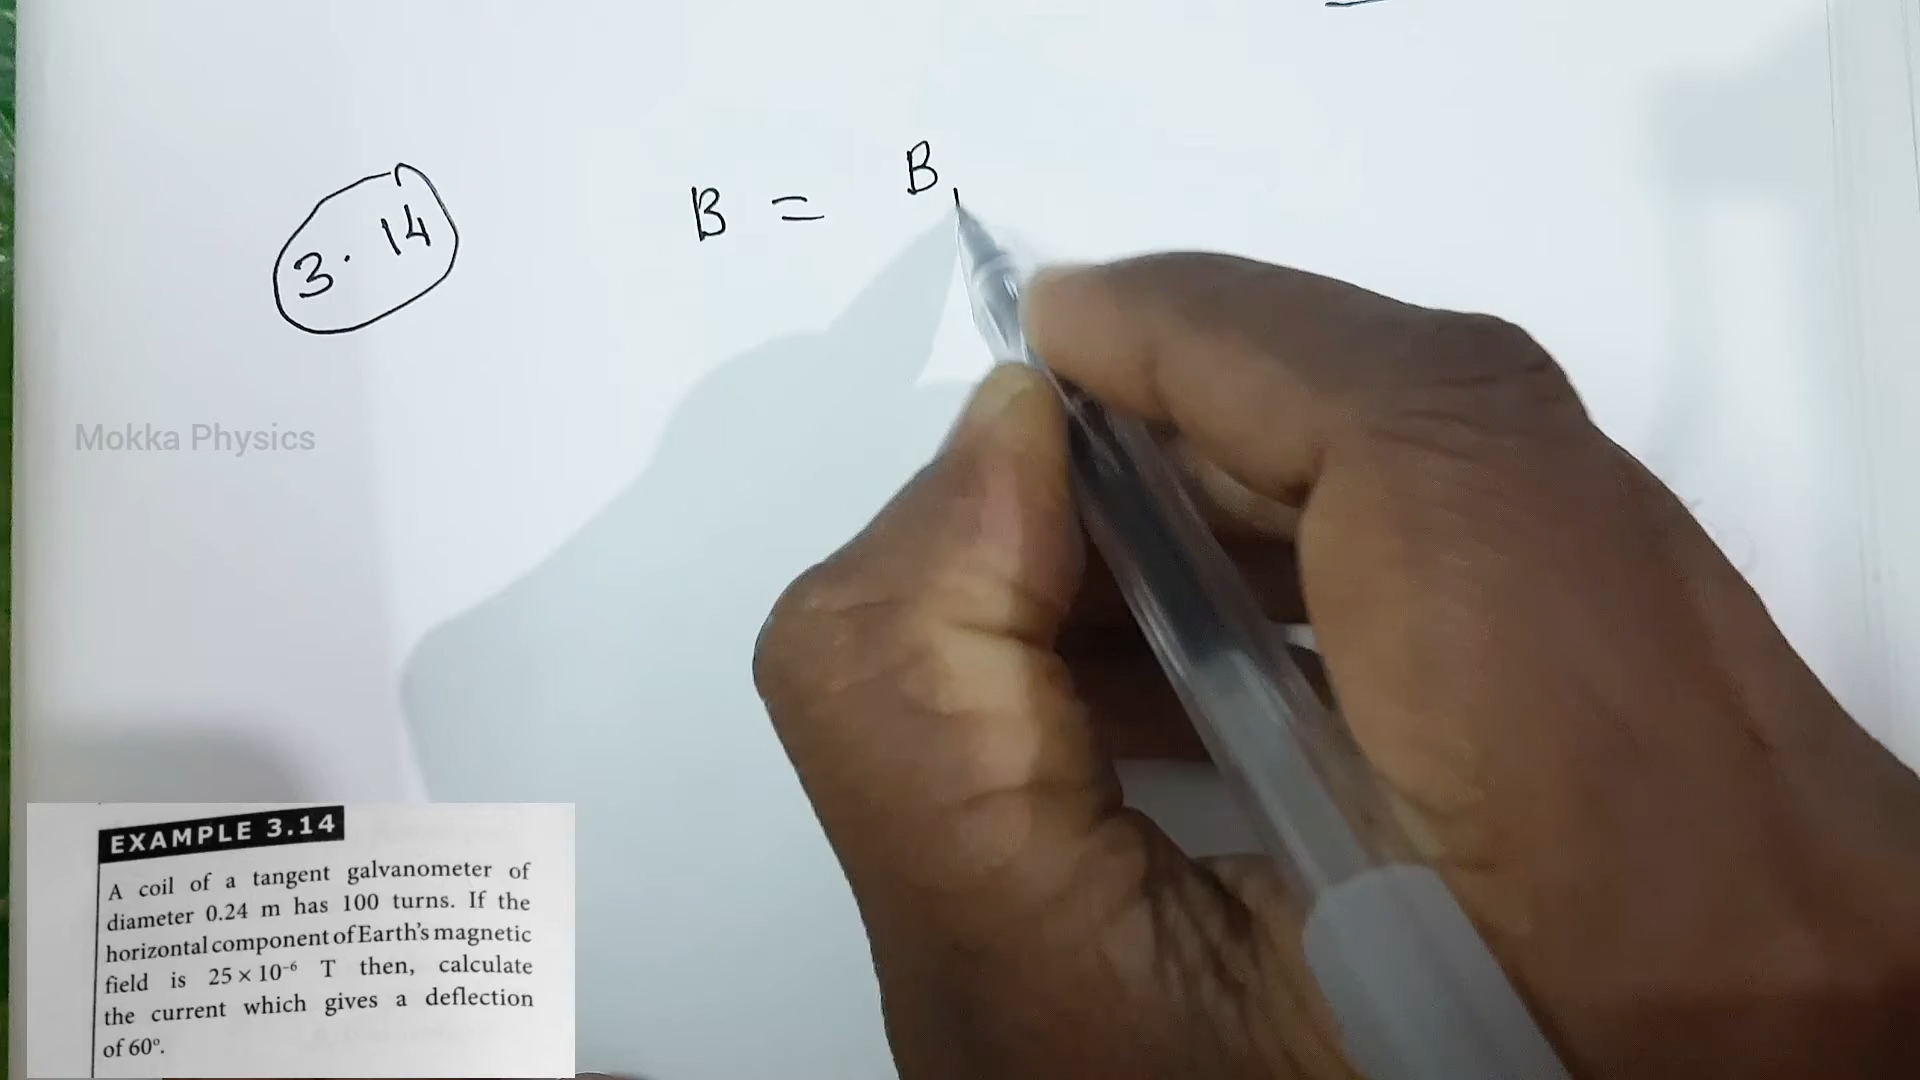 3.14
B = B
Mokka Physics
EXAMPLE 3.14
A coil of a tangent galvanometer of
diameter 0.24 m has 100 turns. If the
horizontal component of Earth's magnetic
field is 25 × 10⁻⁶ T then, calculate
the current which gives a deflection
of 60º.